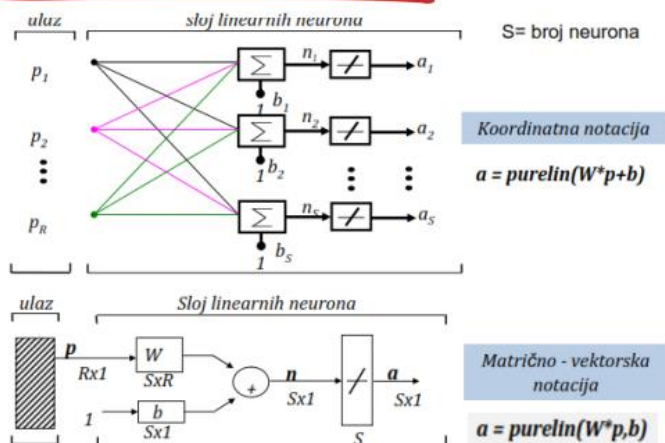 ulaz
sloj linearnih neurona
S= broj neurona
p1
∑
n1
a1
1
b1
p2
∑
n2
a2
1
b2
Koordinatna notacija
a = purelin(W*p+b)
pR
∑
nS
aS
1
bS
ulaz
Sloj linearnih neurona
p
Rx1
W
SxR
+
n
Sx1
a
Sx1
1
b
Sx1
S
Matrično - vektorska
notacija
a = purelin(W*p,b)